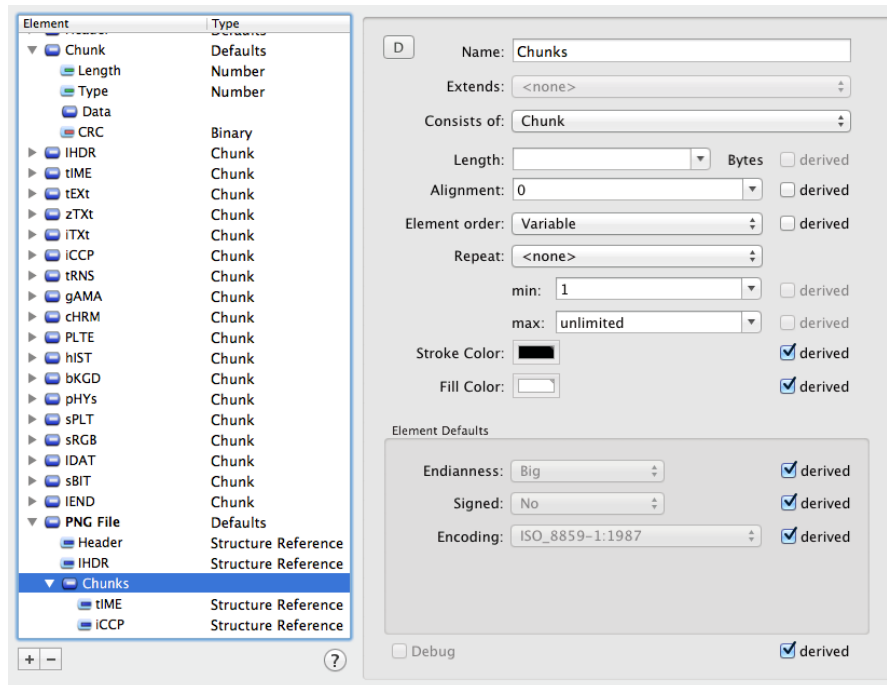 Element Type
Header Defaults
Chunk Defaults
Length Number
Type Number
Data
CRC Binary
IHDR Chunk
tIME Chunk
tEXt Chunk
zTXt Chunk
iTXt Chunk
iCCP Chunk
tRNS Chunk
gAMA Chunk
cHRM Chunk
PLTE Chunk
hIST Chunk
bKGD Chunk
pHYs Chunk
sPLT Chunk
sRGB Chunk
IDAT Chunk
sBIT Chunk
IEND Chunk
PNG File Defaults
Header Structure Reference
IHDR Structure Reference
Chunks
tIME Structure Reference
iCCP Structure Reference
+ − ?
D Name: Chunks
Extends: <none>
Consists of: Chunk
Length: Bytes derived
Alignment: 0 derived
Element order: Variable derived
Repeat: <none>
min: 1 derived
max: unlimited derived
Stroke Color: derived
Fill Color: derived
Element Defaults
Endianness: Big derived
Signed: No derived
Encoding: ISO_8859-1:1987 derived
Debug derived